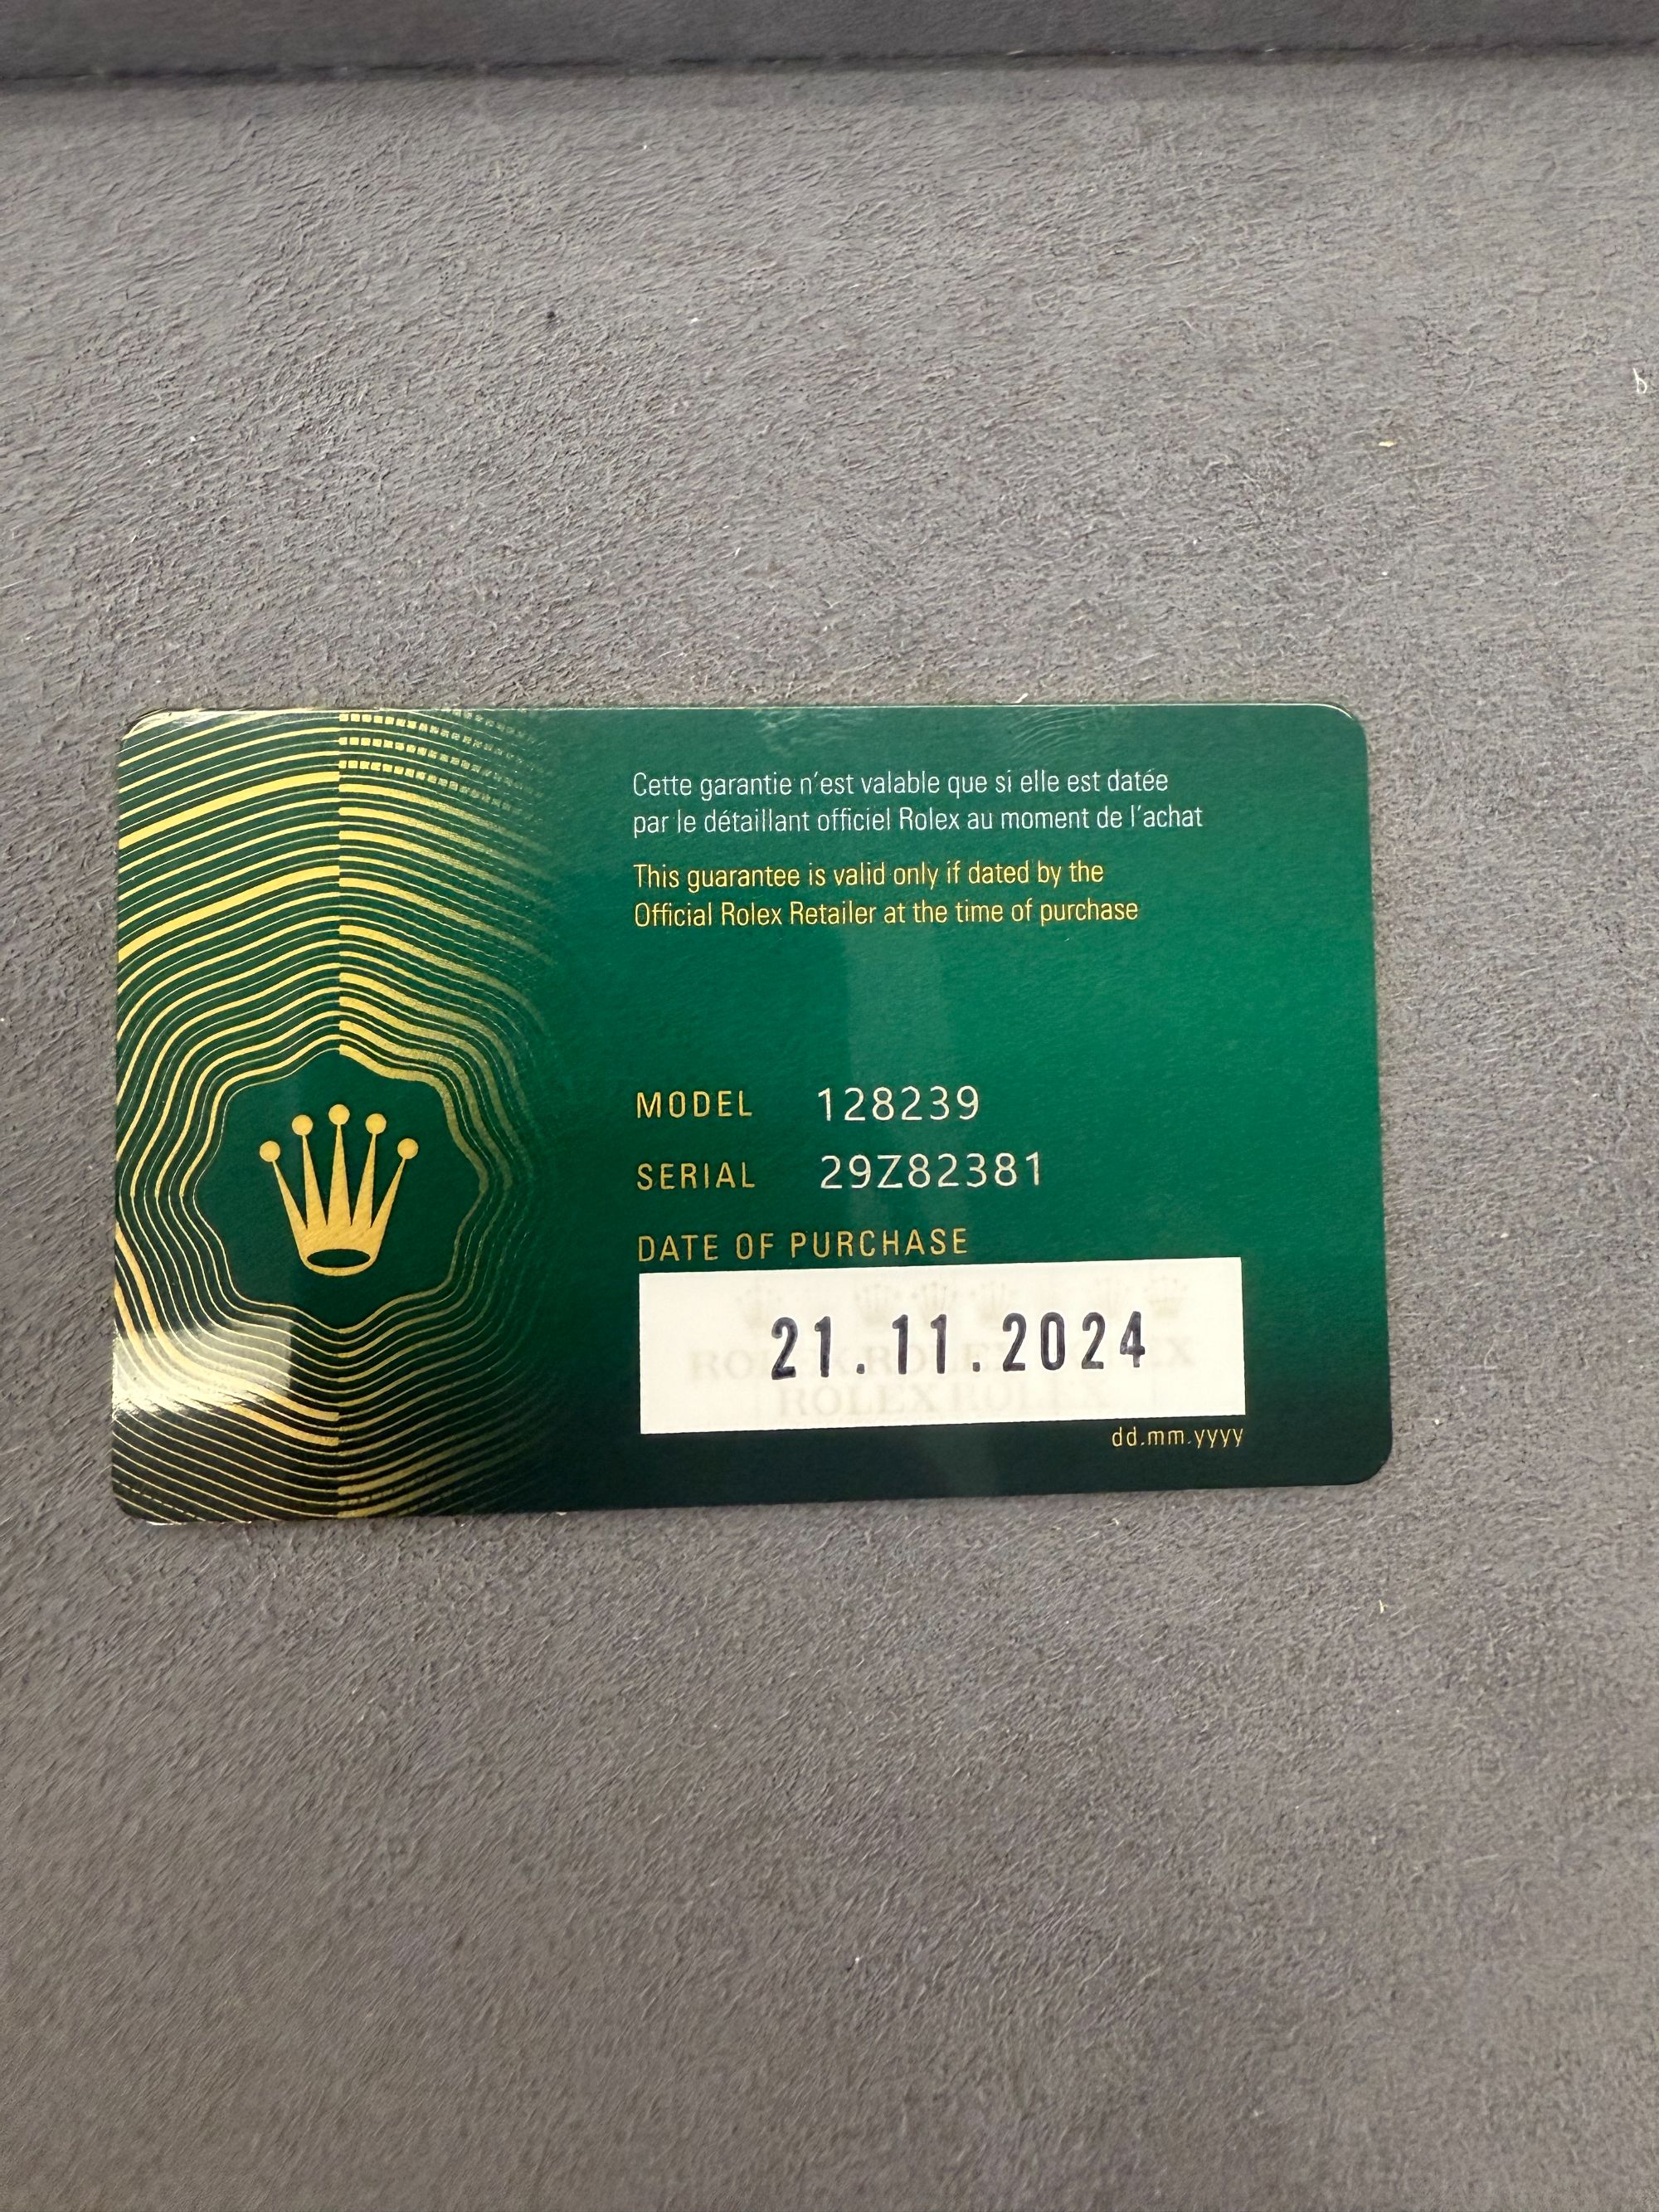 Cette garantie n'est valable que si elle est datée
par le détaillant officiel Rolex au moment de l'achat
This guarantee is valid only if dated by the
Official Rolex Retailer at the time of purchase
MODEL 128239
SERIAL 29Z82381
DATE OF PURCHASE
21.11.2024
ROLEX ROLEX
dd.mm.yyyy